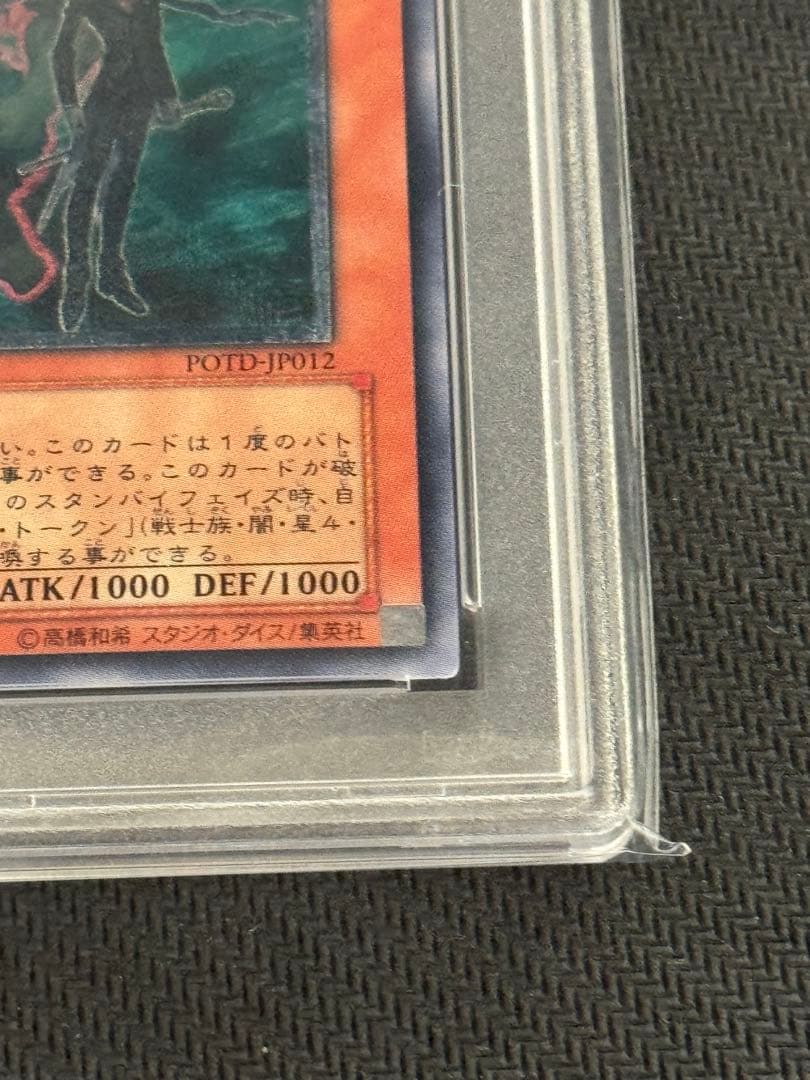 POTD-JP012
い。このカードは1度のバト
事ができる。このカードが破
のスタンバイフェイズ時、自
・トークン」(戦士族・闇・星4・
喚する事ができる。
ATK/1000 DEF/1000
©高橋和希 スタジオ・ダイス/集英社